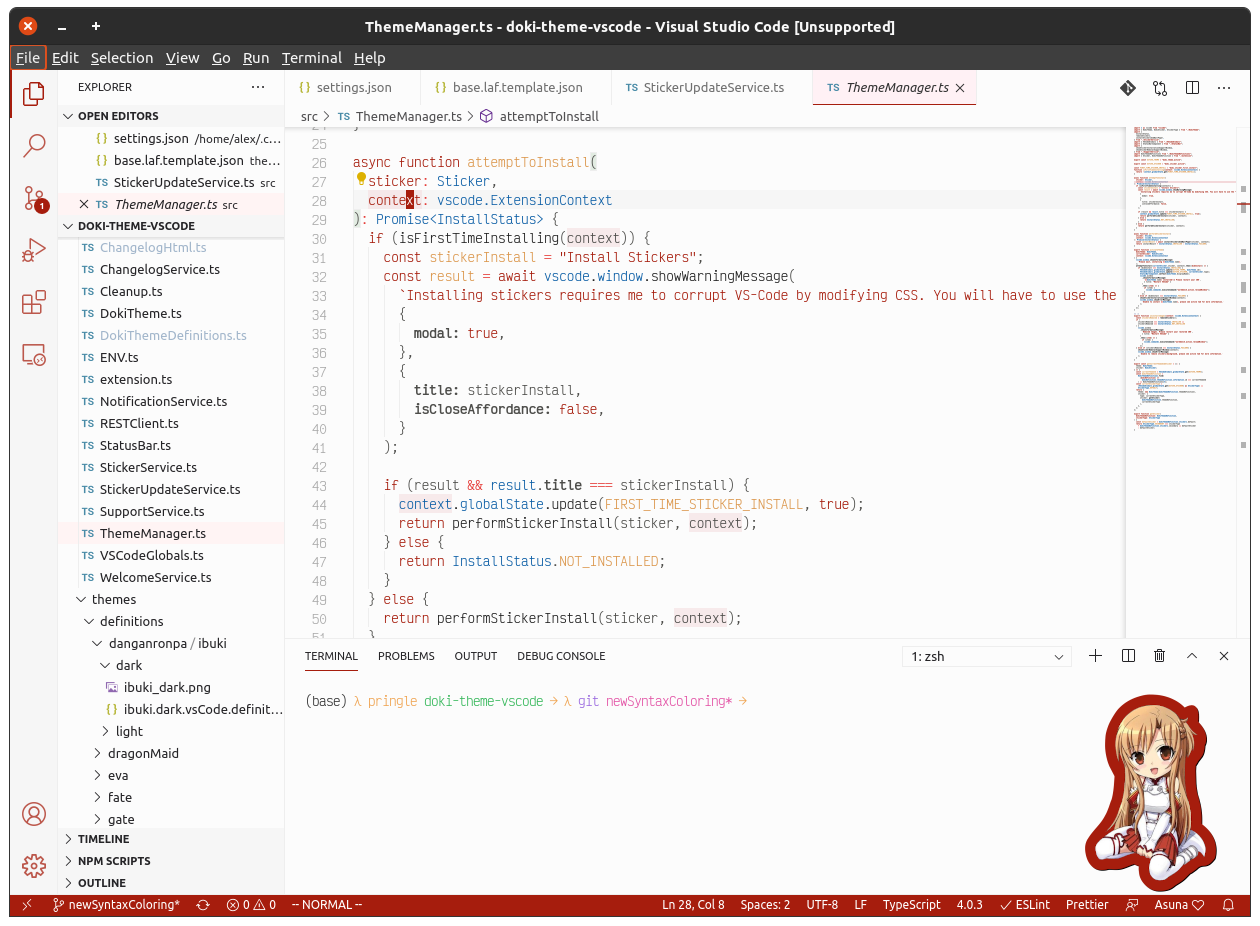 ThemeManager.ts - doki-theme-vscode - Visual Studio Code [Unsupported]
File Edit Selection View Go Run Terminal Help
EXPLORER
OPEN EDITORS
{} settings.json /home/alex/.c...
{} base.laf.template.json the...
TS StickerUpdateService.ts src
TS ThemeManager.ts src
DOKI-THEME-VSCODE
TS ChangelogHtml.ts
TS ChangelogService.ts
TS Cleanup.ts
TS DokiTheme.ts
TS DokiThemeDefinitions.ts
TS ENV.ts
TS extension.ts
TS NotificationService.ts
TS RESTClient.ts
TS StatusBar.ts
TS StickerService.ts
TS StickerUpdateService.ts
TS SupportService.ts
TS ThemeManager.ts
TS VSCodeGlobals.ts
TS WelcomeService.ts
themes
definitions
danganronpa / ibuki
dark
ibuki_dark.png
{} ibuki.dark.vsCode.definit...
light
dragonMaid
eva
fate
gate
TIMELINE
NPM SCRIPTS
OUTLINE
1
{} settings.json {} base.laf.template.json TS StickerUpdateService.ts TS ThemeManager.ts
src > TS ThemeManager.ts > attemptToInstall
24 }
25
26 async function attemptToInstall(
27 sticker: Sticker,
28 context: vscode.ExtensionContext
29 ): Promise<InstallStatus> {
30 if (isFirstTimeInstalling(context)) {
31 const stickerInstall = "Install Stickers";
32 const result = await vscode.window.showWarningMessage(
33 `Installing stickers requires me to corrupt VS-Code by modifying CSS. You will have to use the
34 {
35 modal: true,
36 },
37 {
38 title: stickerInstall,
39 isCloseAffordance: false,
40 }
41 );
42
43 if (result && result.title === stickerInstall) {
44 context.globalState.update(FIRST_TIME_STICKER_INSTALL, true);
45 return performStickerInstall(sticker, context);
46 } else {
47 return InstallStatus.NOT_INSTALLED;
48 }
49 } else {
50 return performStickerInstall(sticker, context);
51 }
TERMINAL PROBLEMS OUTPUT DEBUG CONSOLE 1: zsh
(base) λ pringle doki-theme-vscode → λ git newSyntaxColoring* →
newSyntaxColoring* 0 0 -- NORMAL -- Ln 28, Col 8 Spaces: 2 UTF-8 LF TypeScript 4.0.3 ESLint Prettier Asuna ♡